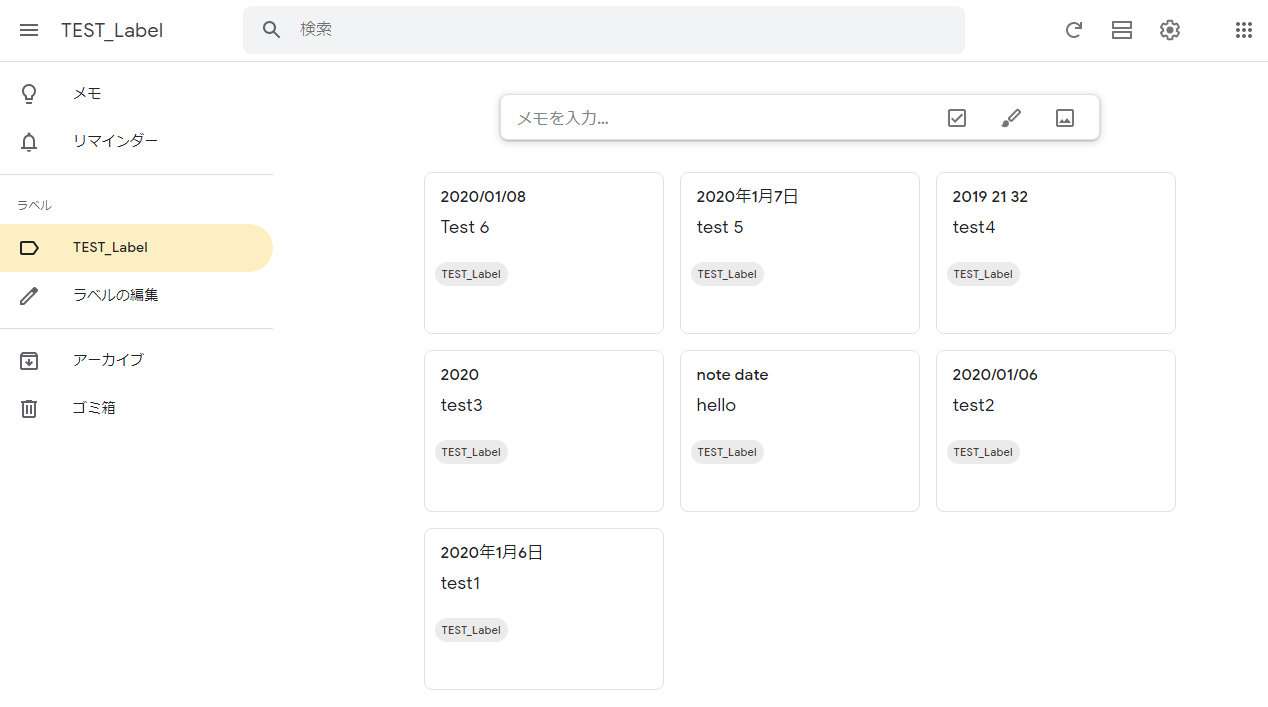 TEST_Label
検索
メモ
リマインダー
ラベル
TEST_Label
ラベルの編集
アーカイブ
ゴミ箱
メモを入力...
2020/01/08
Test 6
TEST_Label
2020年1月7日
test 5
TEST_Label
2019 21 32
test4
TEST_Label
2020
test3
TEST_Label
note date
hello
TEST_Label
2020/01/06
test2
TEST_Label
2020年1月6日
test1
TEST_Label